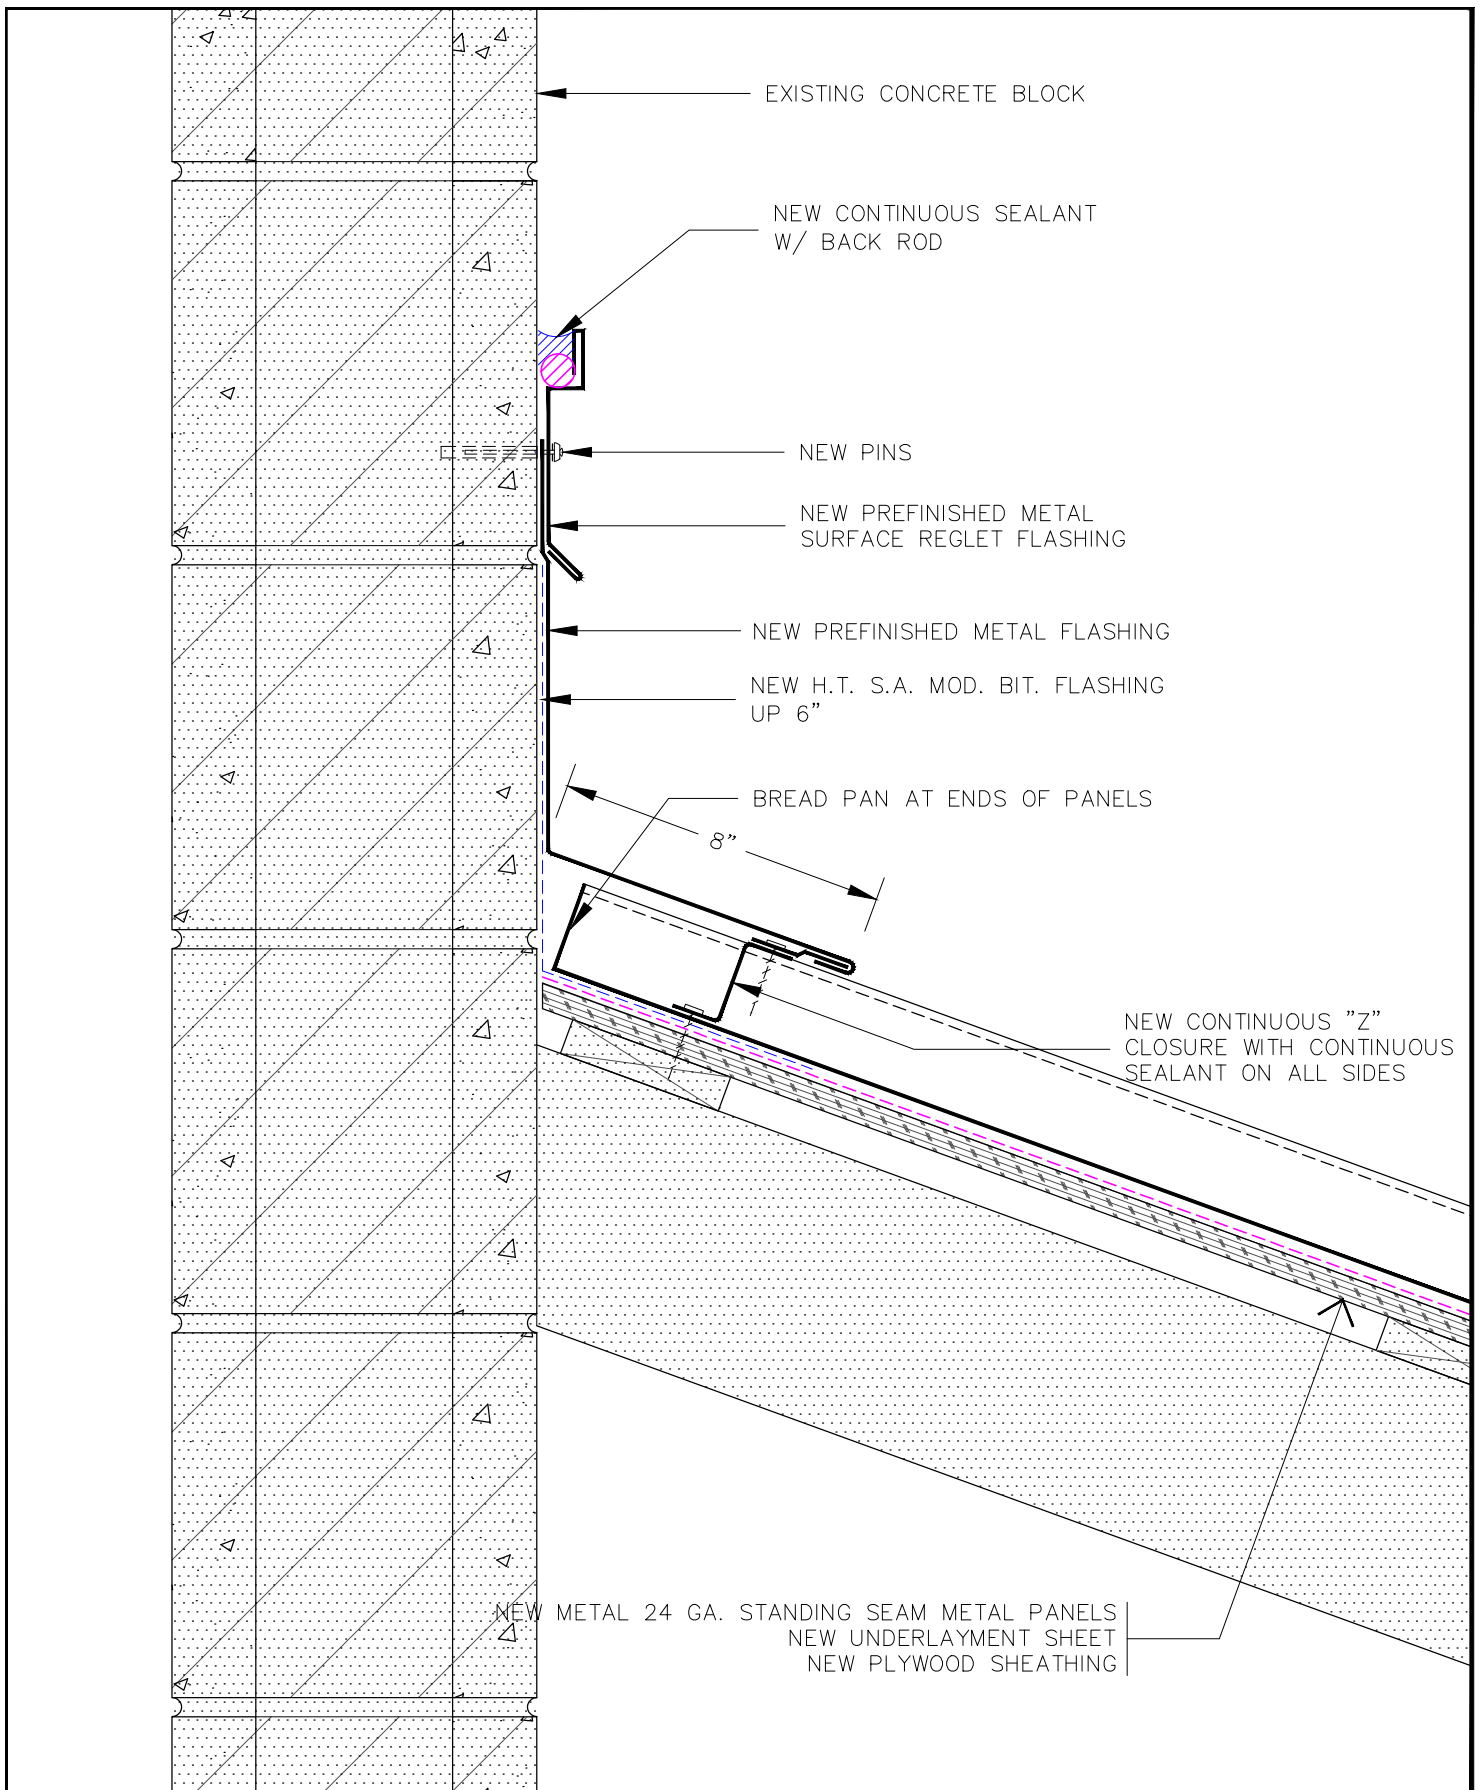 EXISTING CONCRETE BLOCK
NEW CONTINUOUS SEALANT
W/ BACK ROD
NEW PINS
NEW PREFINISHED METAL
SURFACE REGLET FLASHING
NEW PREFINISHED METAL FLASHING
NEW H.T. S.A. MOD. BIT. FLASHING
UP 6"
BREAD PAN AT ENDS OF PANELS
8"
NEW CONTINUOUS "Z"
CLOSURE WITH CONTINUOUS
SEALANT ON ALL SIDES
NEW METAL 24 GA. STANDING SEAM METAL PANELS
NEW UNDERLAYMENT SHEET
NEW PLYWOOD SHEATHING